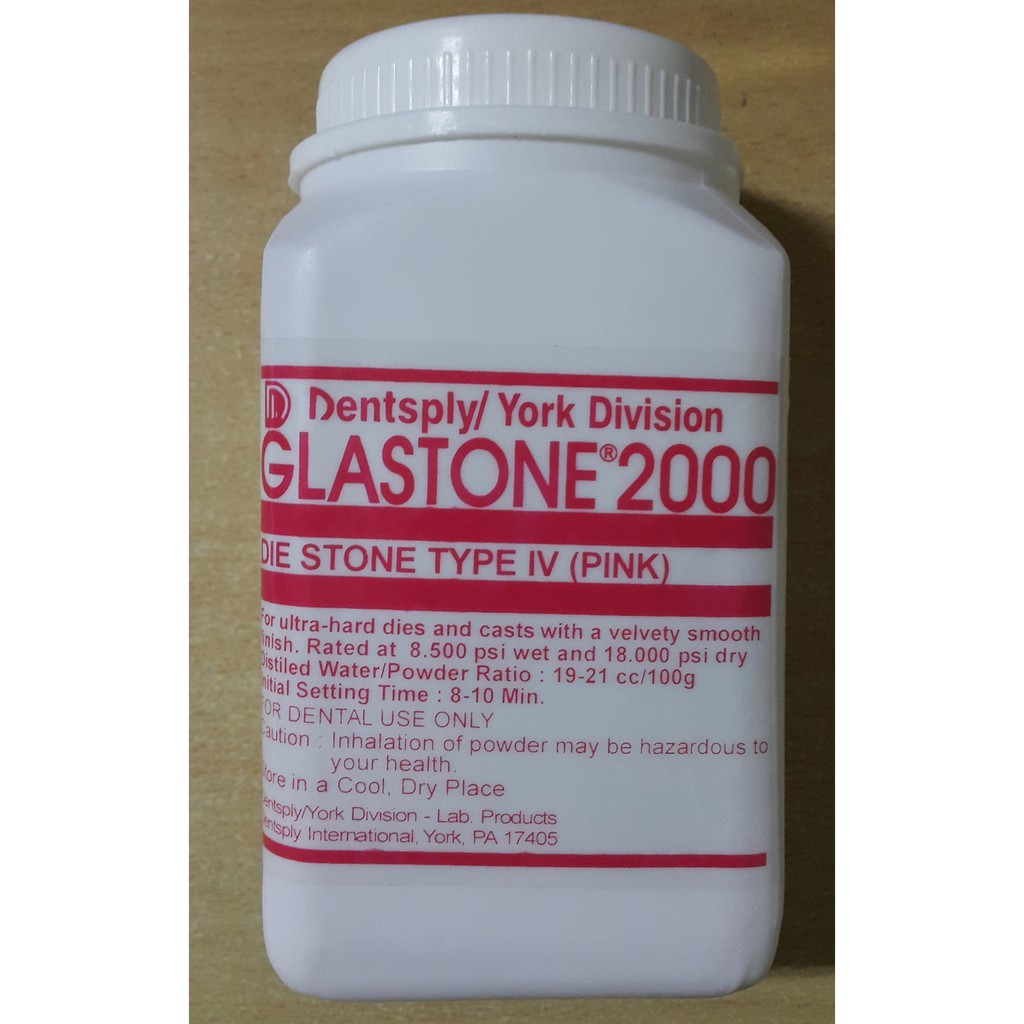 Dentsply/ York Division
GLASTONE® 2000
DIE STONE TYPE IV (PINK)
For ultra-hard dies and casts with a velvety smooth
finish. Rated at 8.500 psi wet and 18.000 psi dry
Distiled Water/Powder Ratio : 19-21 cc/100g
Initial Setting Time : 8-10 Min.
FOR DENTAL USE ONLY
Caution : Inhalation of powder may be hazardous to
your health.
Store in a Cool, Dry Place
Dentsply/York Division - Lab. Products
Dentsply International, York, PA 17405